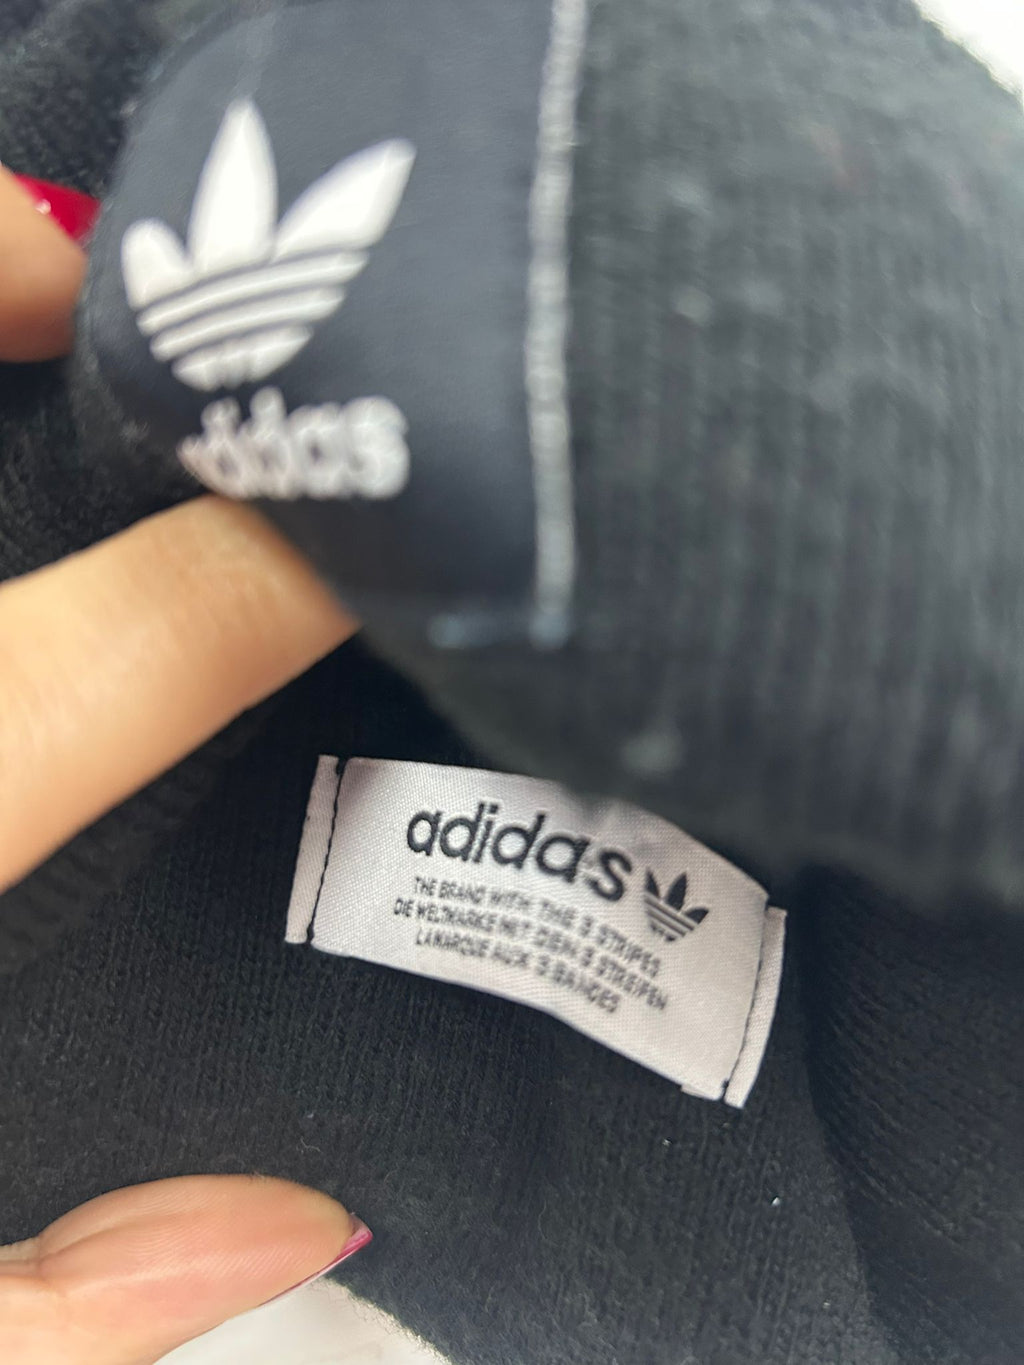 adidas
adidas
THE BRAND WITH THE 3 STRIPES
DIE WELTMARKE MIT DEN 3 STREIFEN
LA MARQUE AUX 3 BANDES